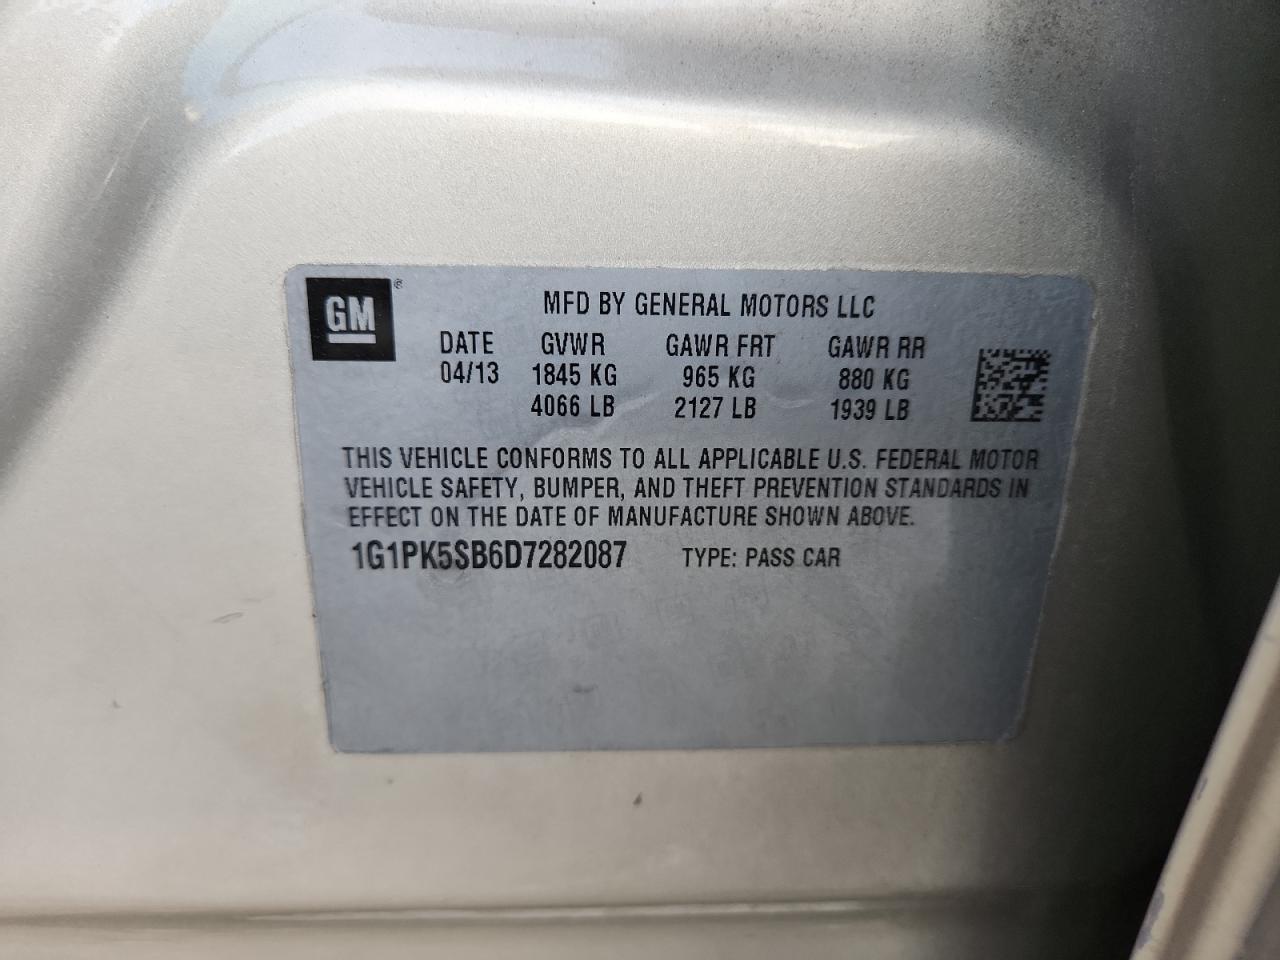 GM ®
MFD BY GENERAL MOTORS LLC
DATE GVWR GAWR FRT GAWR RR
04/13 1845 KG 965 KG 880 KG
4066 LB 2127 LB 1939 LB
THIS VEHICLE CONFORMS TO ALL APPLICABLE U.S. FEDERAL MOTOR
VEHICLE SAFETY, BUMPER, AND THEFT PREVENTION STANDARDS IN
EFFECT ON THE DATE OF MANUFACTURE SHOWN ABOVE.
1G1PK5SB6D7282087 TYPE: PASS CAR